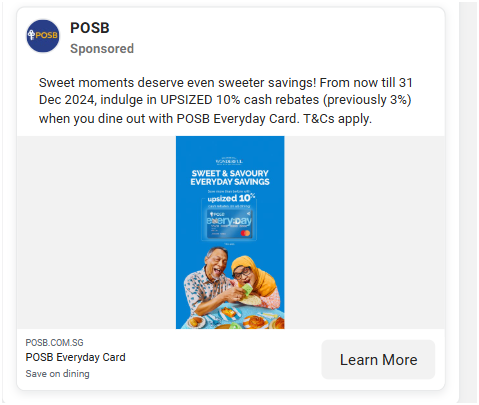 POSB
POSB
Sponsored
Sweet moments deserve even sweeter savings! From now till 31
Dec 2024, indulge in UPSIZED 10% cash rebates (previously 3%)
when you dine out with POSB Everyday Card. T&Cs apply.
SWEET & SAVOURY
EVERYDAY SAVINGS
upsized 10%
POSB
everyday
POSB.COM.SG
POSB Everyday Card
Save on dining
Learn More